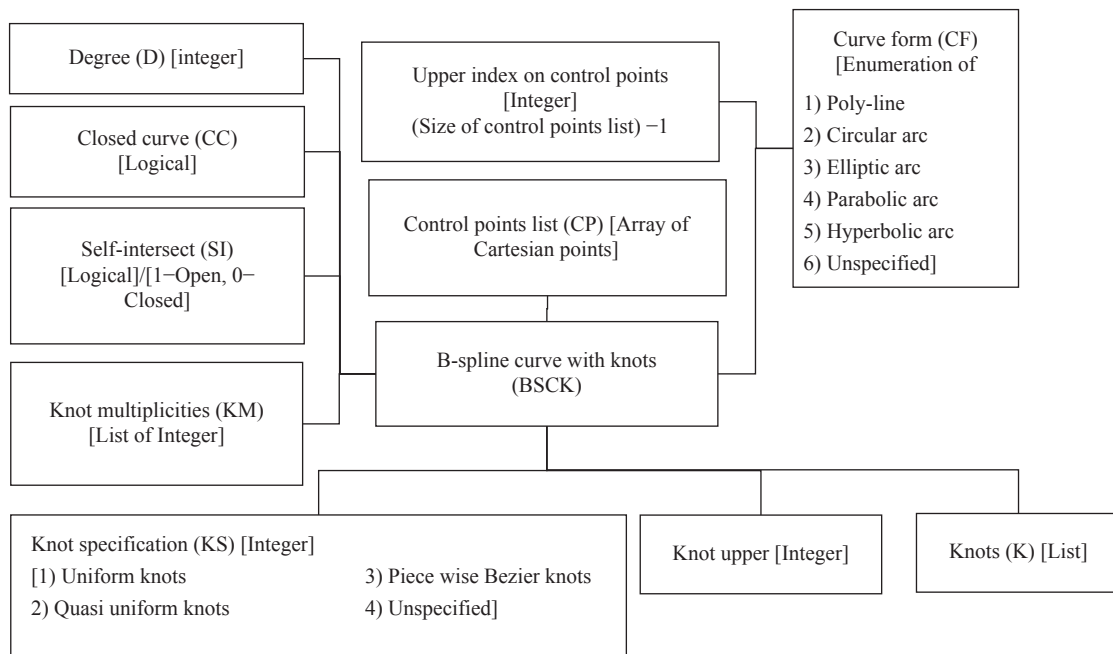 Degree (D) [integer]
Closed curve (CC)
[Logical]
Self-intersect (SI)
[Logical]/[1−Open, 0−
Closed]
Knot multiplicities (KM)
[List of Integer]
Upper index on control points
[Integer]
(Size of control points list) −1
Control points list (CP) [Array of
Cartesian points]
B-spline curve with knots
(BSCK)
Curve form (CF)
[Enumeration of
1) Poly-line
2) Circular arc
3) Elliptic arc
4) Parabolic arc
5) Hyperbolic arc
6) Unspecified]
Knot specification (KS) [Integer]
[1) Uniform knots
2) Quasi uniform knots
3) Piece wise Bezier knots
4) Unspecified]
Knot upper [Integer]
Knots (K) [List]